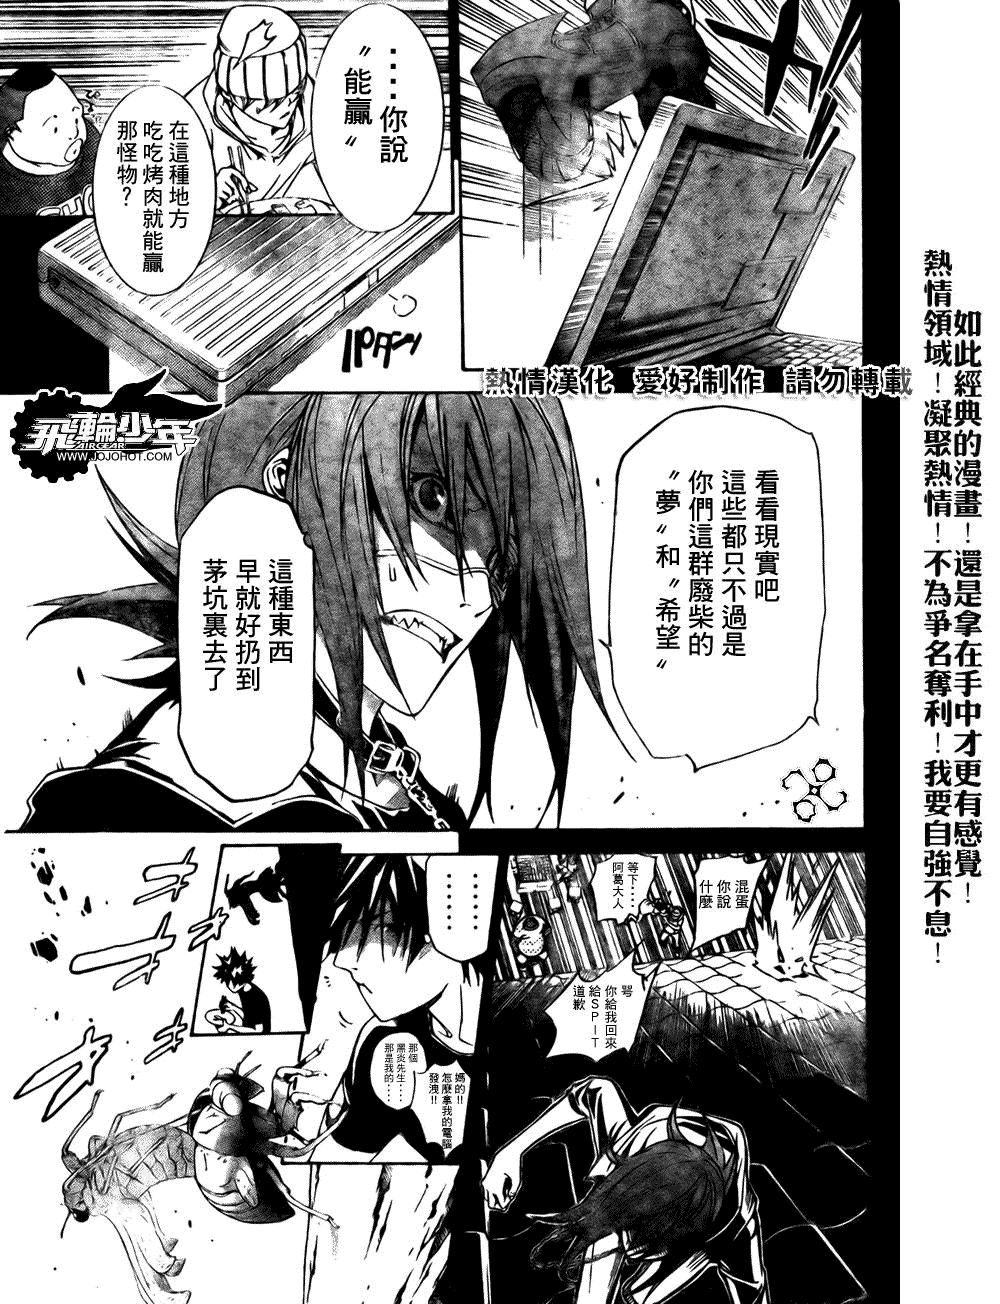 ‥‥你說
〝能贏〞
在這種地方
吃吃烤肉就能贏
那怪物?
熱情漢化 愛好制作 請勿轉載
飛輪少年
AIRGEAR
WWW.JOJOHOT.COM
看看現實吧
這些都只不過是
你們這群廢柴的
〝夢〞和〝希望〞
這種東西
早就好扔到
茅坑裏去了
混蛋
你說
什麼
等下‥‥
阿葛大人
咢
你給我回來
給SPIT
道歉
‥‥‥
‥‥‥
媽的!!
怎麼拿我的電腦
發洩!!
那個
黑炎先生‥‥
那是我的‥‥
如此經典的漫畫!還是拿在手中才更有感覺!
熱情領域!凝聚熱情!不為爭名奪利!我要自強不息!